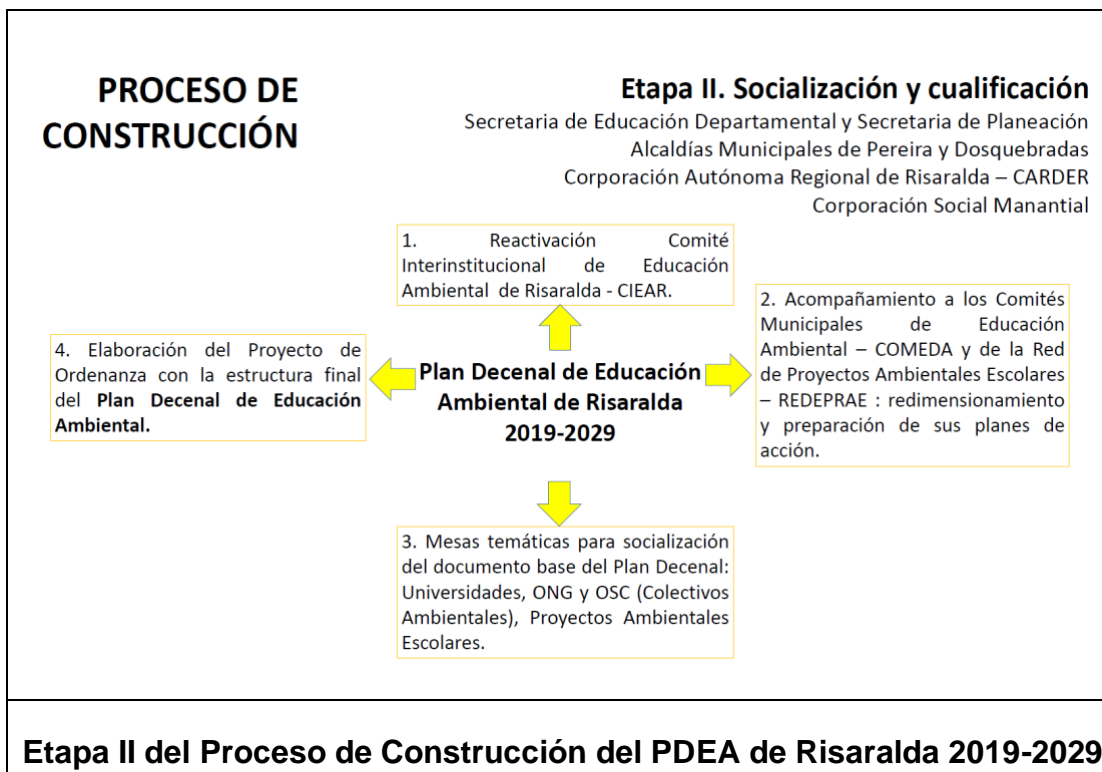 PROCESO DE
CONSTRUCCIÓN
Etapa II. Socialización y cualificación
Secretaria de Educación Departamental y Secretaria de Planeación
Alcaldías Municipales de Pereira y Dosquebradas
Corporación Autónoma Regional de Risaralda – CARDER
Corporación Social Manantial
1. Reactivación Comité
Interinstitucional de Educación
Ambiental de Risaralda - CIEAR.
2. Acompañamiento a los Comités
Municipales de Educación
Ambiental – COMEDA y de la Red
de Proyectos Ambientales Escolares
– REDEPRAE : redimensionamiento
y preparación de sus planes de
acción.
4. Elaboración del Proyecto de
Ordenanza con la estructura final
del Plan Decenal de Educación
Ambiental.
Plan Decenal de Educación
Ambiental de Risaralda
2019-2029
3. Mesas temáticas para socialización
del documento base del Plan Decenal:
Universidades, ONG y OSC (Colectivos
Ambientales), Proyectos Ambientales
Escolares.
Etapa II del Proceso de Construcción del PDEA de Risaralda 2019-2029